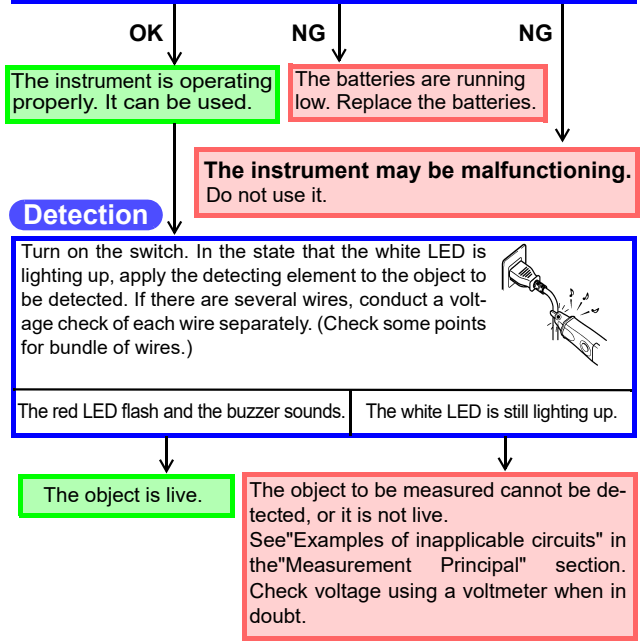 OK
NG
NG
The instrument is operating
properly. It can be used.
The batteries are running
low. Replace the batteries.
The instrument may be malfunctioning.
Do not use it.
Detection
Turn on the switch. In the state that the white LED is
lighting up, apply the detecting element to the object to
be detected. If there are several wires, conduct a volt-
age check of each wire separately. (Check some points
for bundle of wires.)
The red LED flash and the buzzer sounds.
The white LED is still lighting up.
The object is live.
The object to be measured cannot be de-
tected, or it is not live.
See"Examples of inapplicable circuits" in
the"Measurement Principal" section.
Check voltage using a voltmeter when in
doubt.